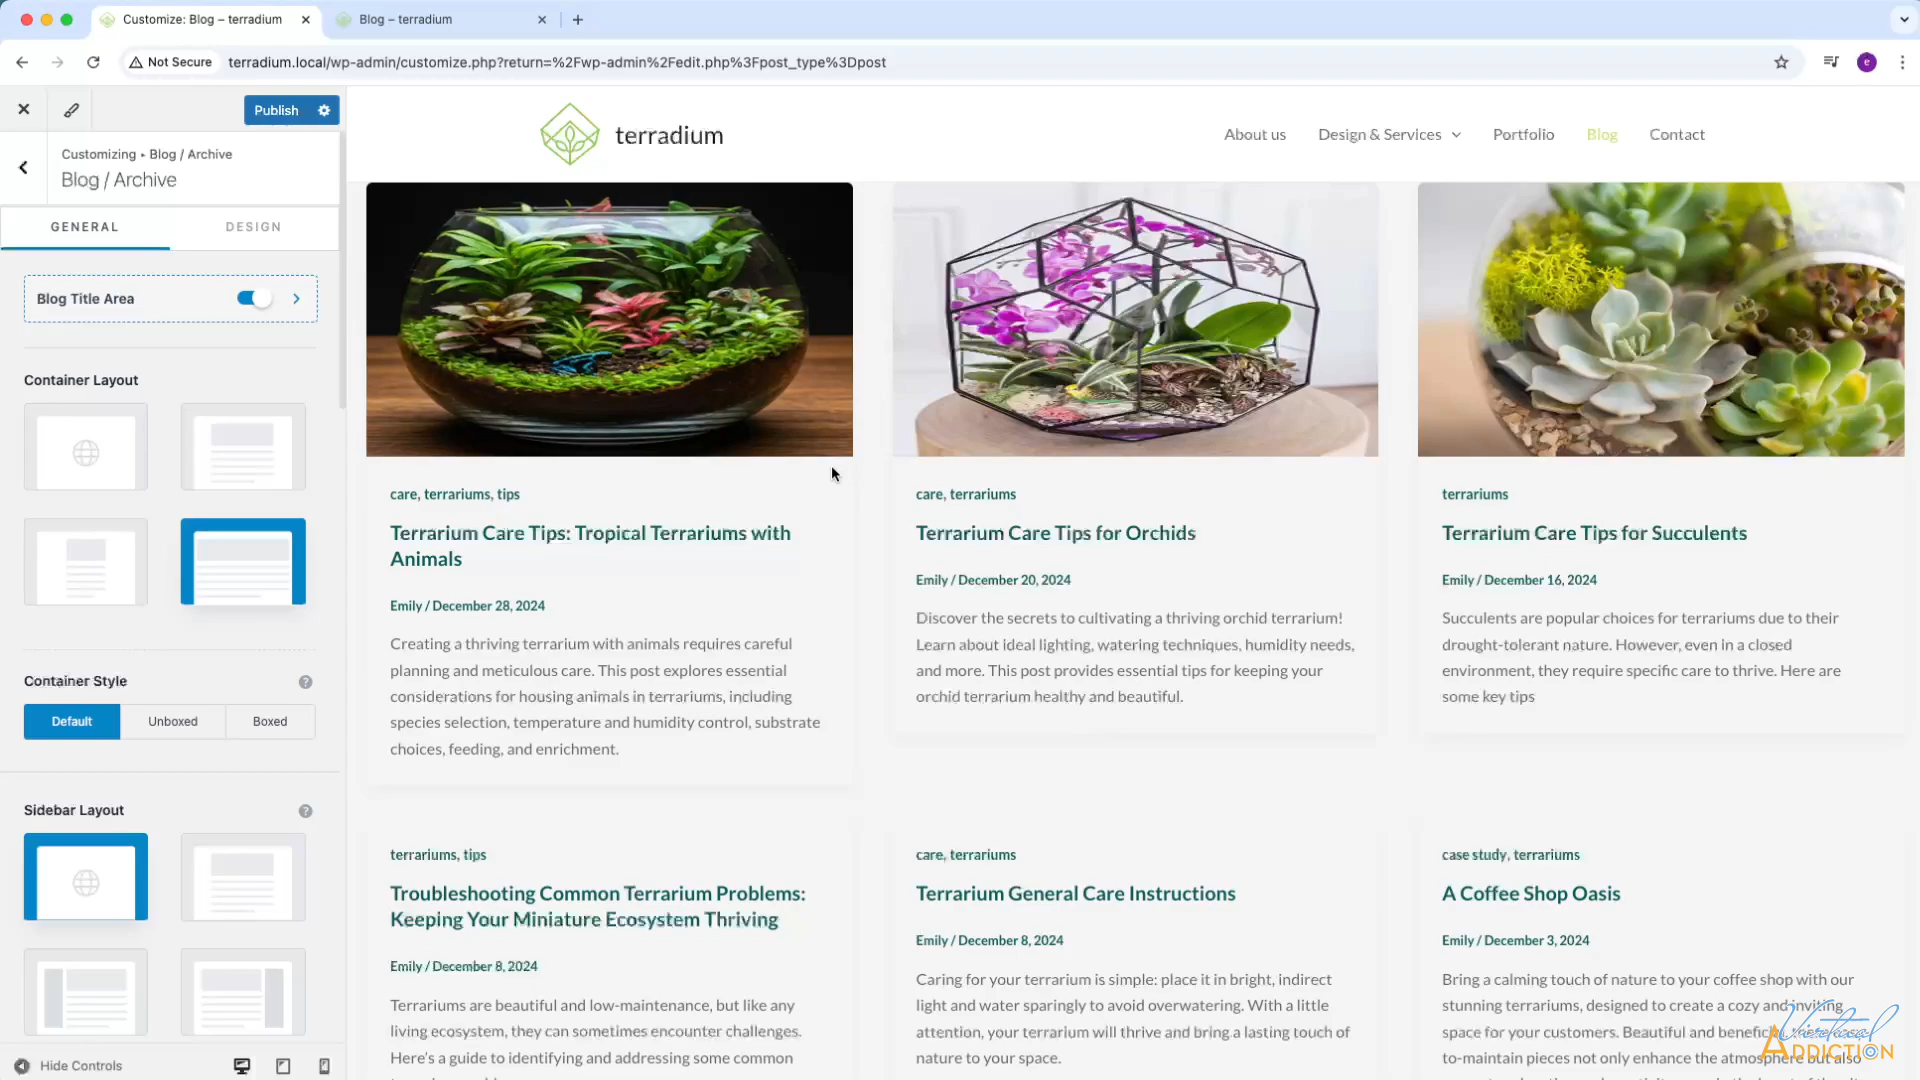 Customize: Blog – terradium
Blog – terradium
Not Secure
terradium.local/wp-admin/customize.php?return=%2Fwp-admin%2Fedit.php%3Fpost_type%3Dpost
e
Publish
Customizing ▸ Blog / Archive
Blog / Archive
GENERAL
DESIGN
Blog Title Area
Container Layout
Container Style
?
Default
Unboxed
Boxed
Sidebar Layout
?
Hide Controls
terradium
About us
Design & Services
Portfolio
Blog
Contact
care, terrariums, tips
Terrarium Care Tips: Tropical Terrariums with
Animals
Emily / December 28, 2024
Creating a thriving terrarium with animals requires careful
planning and meticulous care. This post explores essential
considerations for housing animals in terrariums, including
species selection, temperature and humidity control, substrate
choices, feeding, and enrichment.
care, terrariums
Terrarium Care Tips for Orchids
Emily / December 20, 2024
Discover the secrets to cultivating a thriving orchid terrarium!
Learn about ideal lighting, watering techniques, humidity needs,
and more. This post provides essential tips for keeping your
orchid terrarium healthy and beautiful.
terrariums
Terrarium Care Tips for Succulents
Emily / December 16, 2024
Succulents are popular choices for terrariums due to their
drought-tolerant nature. However, even in a closed
environment, they require specific care to thrive. Here are
some key tips
terrariums, tips
Troubleshooting Common Terrarium Problems:
Keeping Your Miniature Ecosystem Thriving
Emily / December 8, 2024
Terrariums are beautiful and low-maintenance, but like any
living ecosystem, they can sometimes encounter challenges.
Here's a guide to identifying and addressing some common
care, terrariums
Terrarium General Care Instructions
Emily / December 8, 2024
Caring for your terrarium is simple: place it in bright, indirect
light and water sparingly to avoid overwatering. With a little
attention, your terrarium will thrive and bring a lasting touch of
nature to your space.
case study, terrariums
A Coffee Shop Oasis
Emily / December 3, 2024
Bring a calming touch of nature to your coffee shop with our
stunning terrariums, designed to create a cozy and inviting
space for your customers. Beautiful and beneficial,
to-maintain pieces not only enhance the atmosphere but also
Virtual
ADDICTION